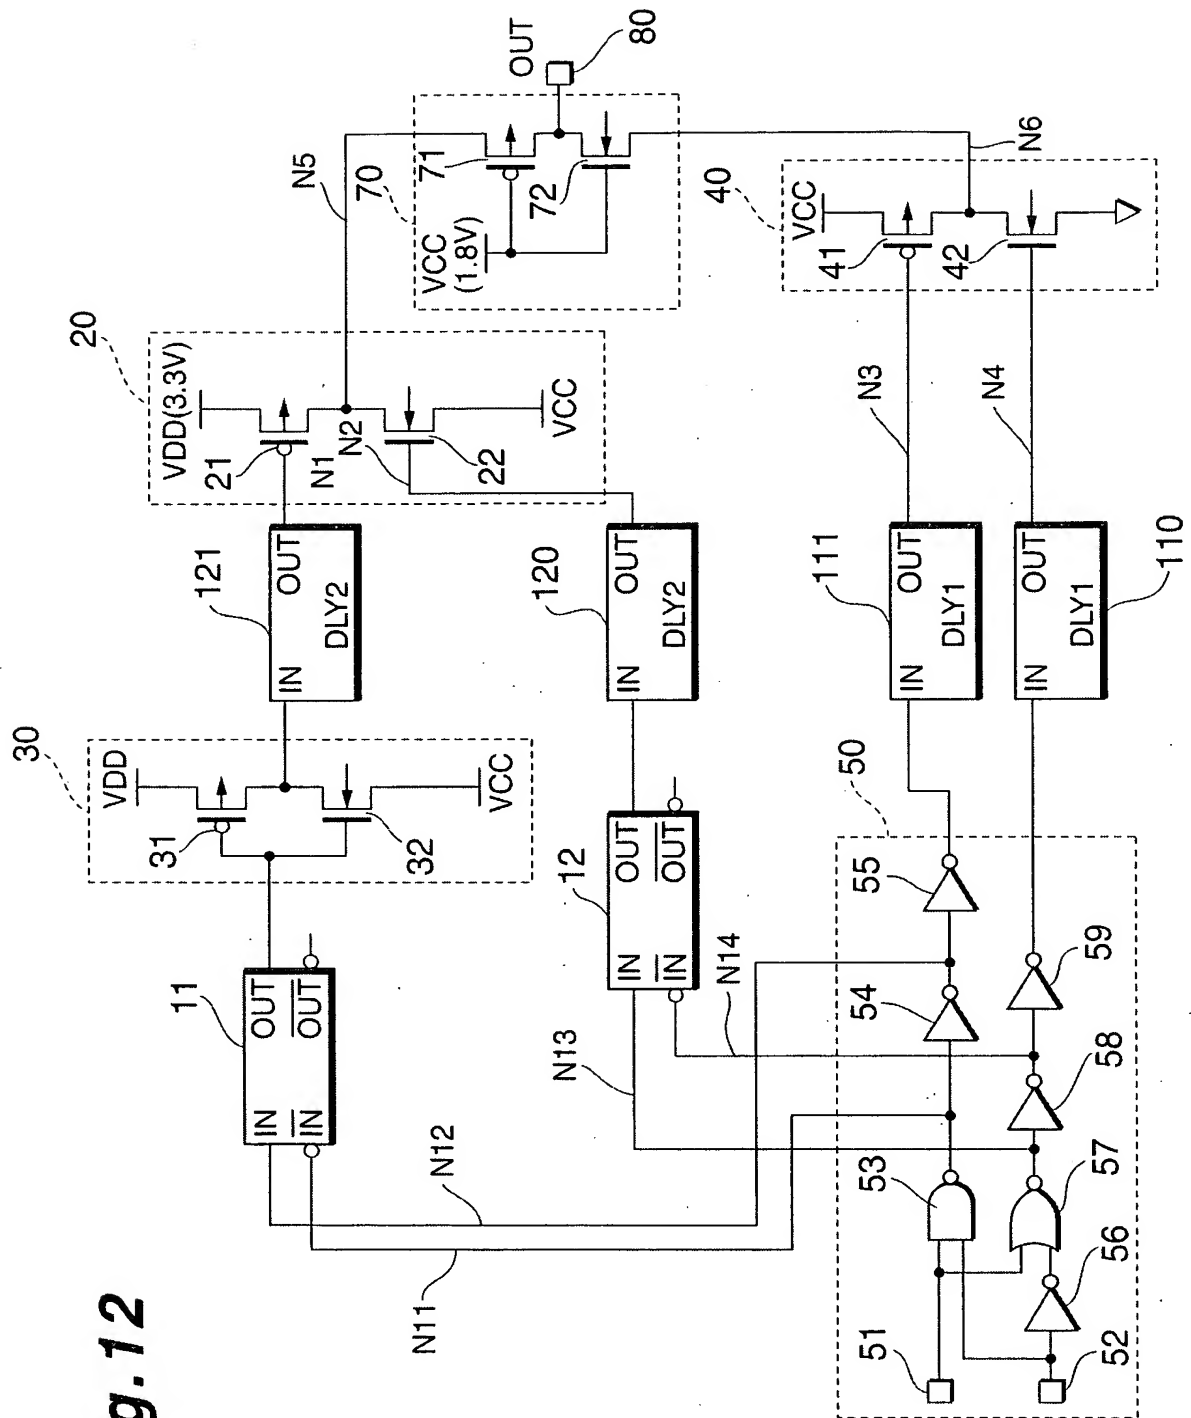 OUT
80
N5
70
71
72
VCC
(1.8V)
N6
40
VCC
41
42
20
VDD(3.3V)
21
N1
N2
22
VCC
N3
N4
121
IN
OUT
DLY2
120
IN
OUT
DLY2
111
IN
OUT
DLY1
110
IN
OUT
DLY1
30
VDD
31
32
VCC
50
11
IN
OUT
IN
OUT
12
IN
OUT
IN
OUT
N14
N13
N12
N11
55
54
59
58
53
57
56
51
52
g.12